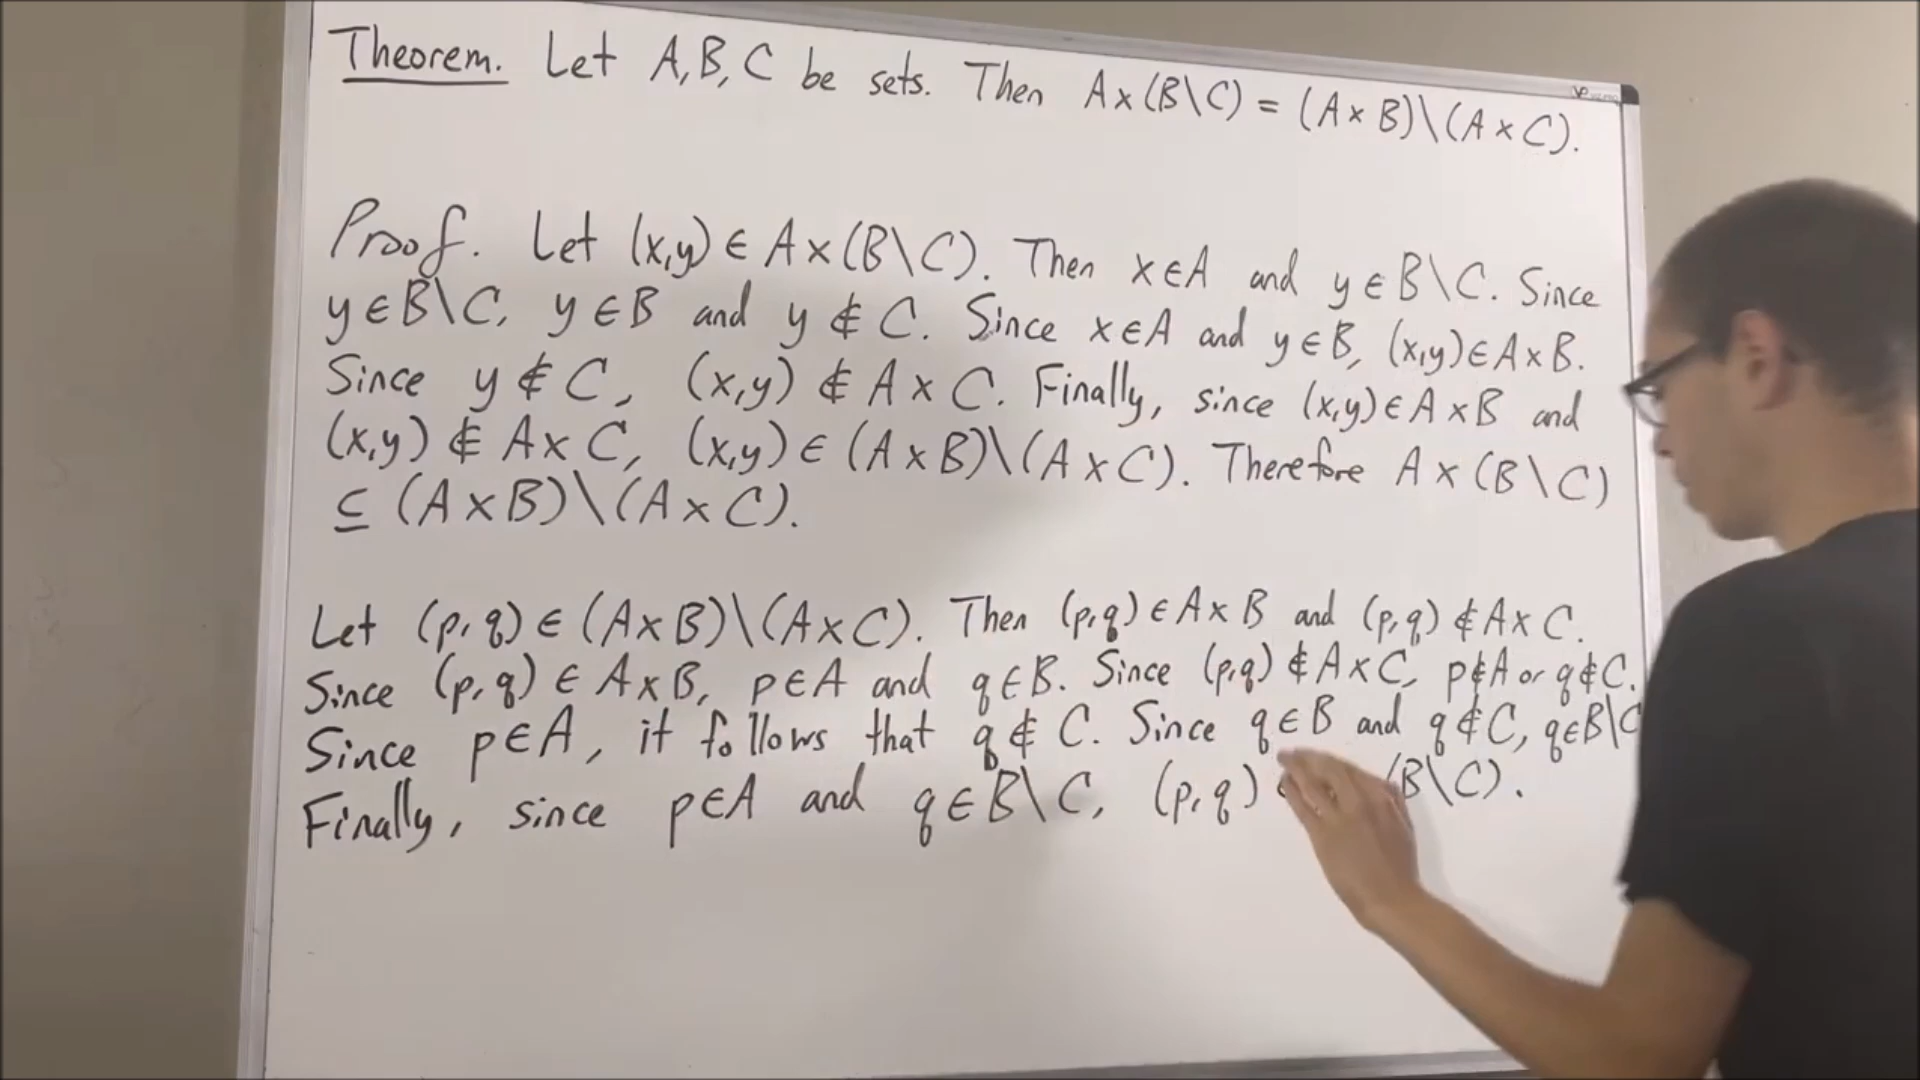 Theorem. Let A, B, C be sets. Then A×(B\C) = (A×B)\(A×C).
Proof. Let (x,y) ∈ A×(B\C). Then x∈A and y∈B\C. Since
y∈B\C, y∈B and y∉C. Since x∈A and y∈B, (x,y)∈A×B.
Since y∉C, (x,y)∉A×C. Finally, since (x,y)∈A×B and
(x,y)∉A×C, (x,y)∈(A×B)\(A×C). Therefore A×(B\C)
⊆ (A×B)\(A×C).
Let (p,q)∈(A×B)\(A×C). Then (p,q)∈A×B and (p,q)∉A×C.
Since (p,q)∈A×B, p∈A and q∈B. Since (p,q)∉A×C, p∉A or q∉C.
Since p∈A, it follows that q∉C. Since q∈B and q∉C, q∈B\C
Finally, since p∈A and q∈B\C, (p,q) (B\C).